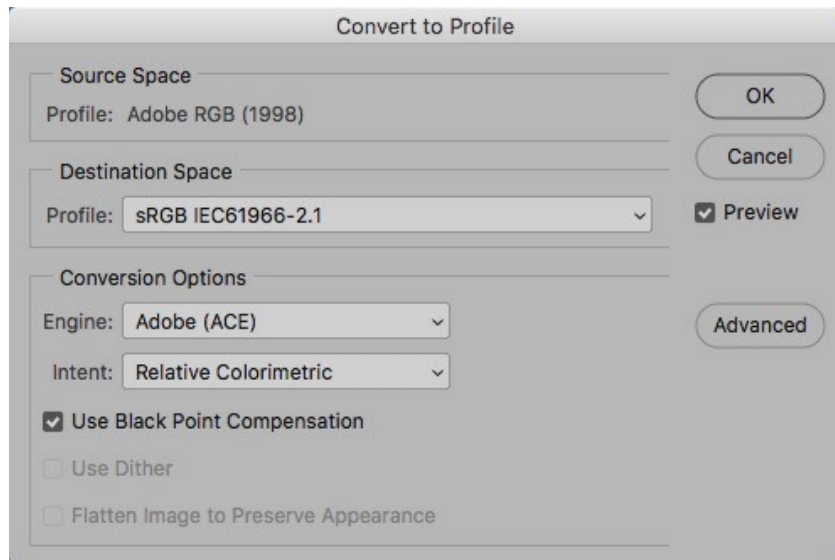 Convert to Profile
Source Space
Profile: Adobe RGB (1998)
OK
Cancel
Destination Space
Profile: sRGB IEC61966-2.1
Preview
Conversion Options
Engine: Adobe (ACE)
Advanced
Intent: Relative Colorimetric
Use Black Point Compensation
Use Dither
Flatten Image to Preserve Appearance